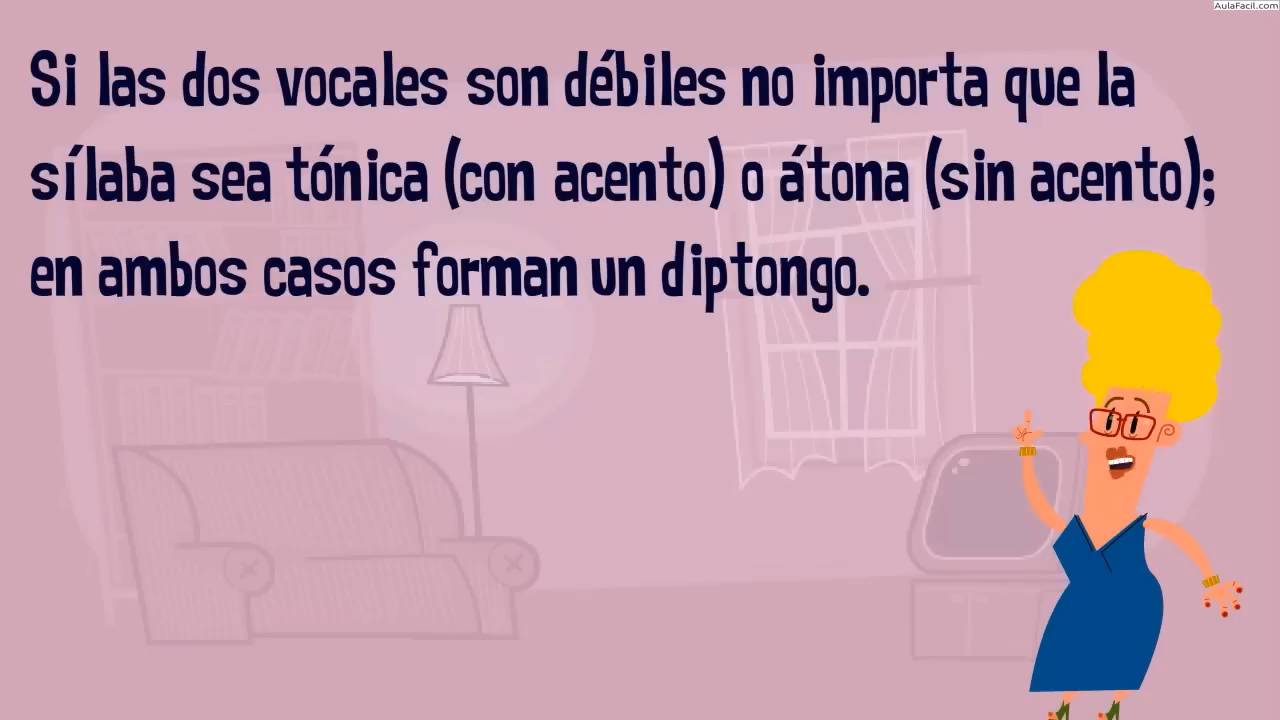 AulaFacil.com
Si las dos vocales son débiles no importa que la
sílaba sea tónica (con acento) o átona (sin acento);
en ambos casos forman un diptongo.